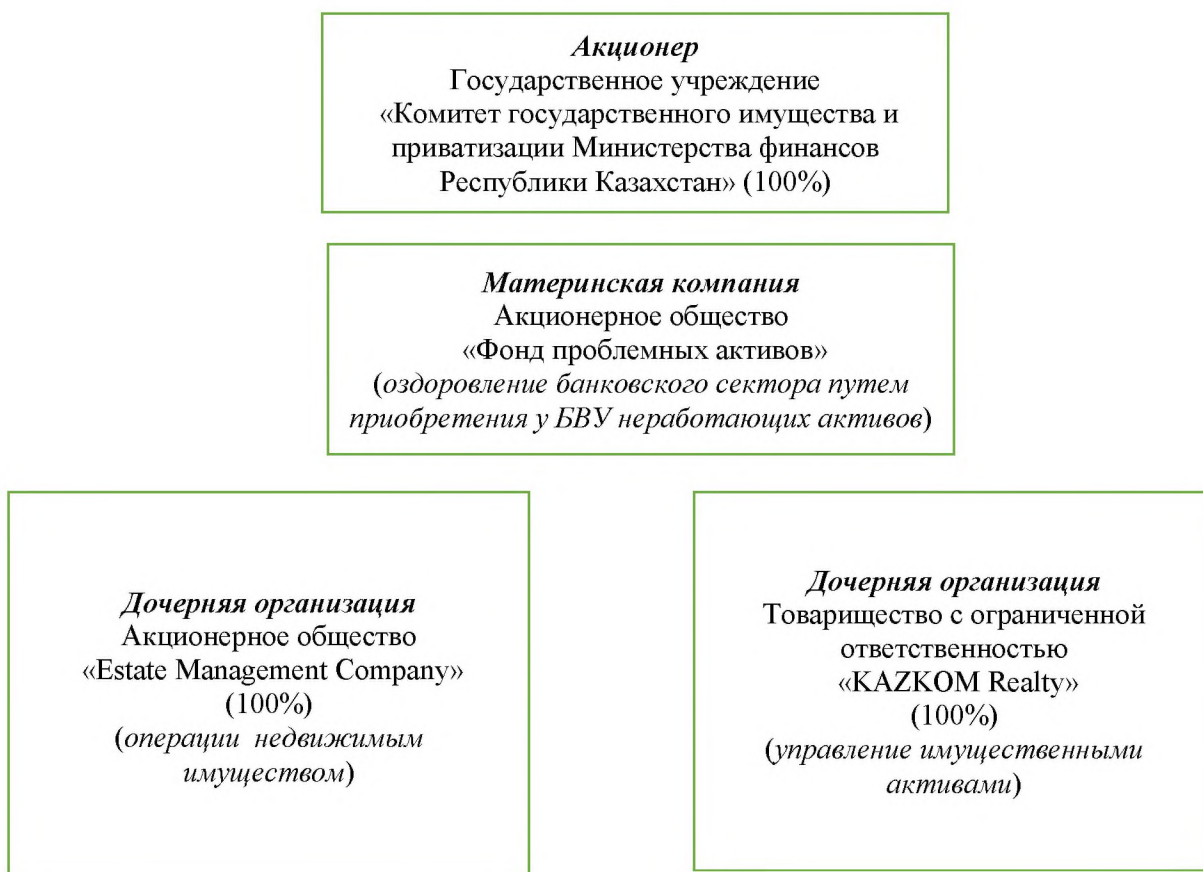 Акционер
Государственное учреждение
«Комитет государственного имущества и
приватизации Министерства финансов
Республики Казахстан» (100%)
Материнская компания
Акционерное общество
«Фонд проблемных активов»
(оздоровление банковского сектора путем
приобретения у БВУ неработающих активов)
Дочерняя организация
Акционерное общество
«Estate Management Company»
(100%)
(операции недвижимым
имуществом)
Дочерняя организация
Товарищество с ограниченной
ответственностью
«KAZKOM Realty»
(100%)
(управление имущественными
активами)